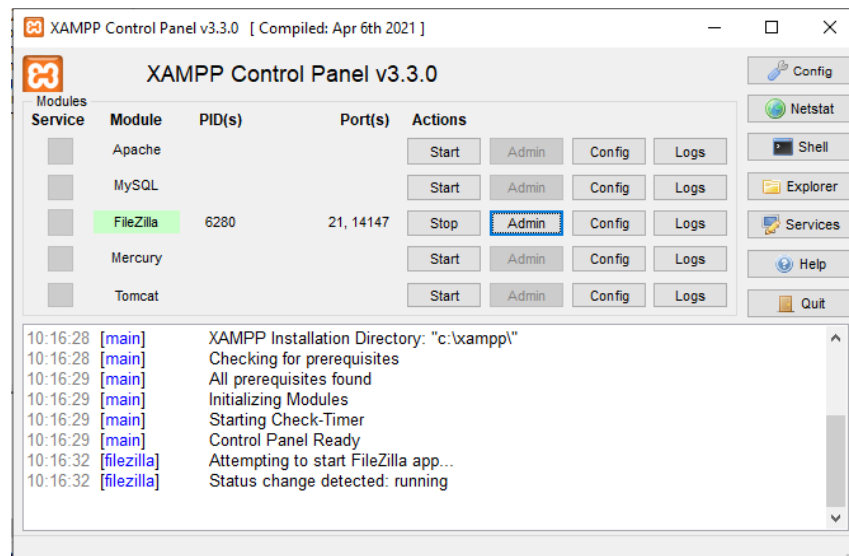 XAMPP Control Panel v3.3.0 [ Compiled: Apr 6th 2021 ]
XAMPP Control Panel v3.3.0
Config
Modules
Service Module PID(s) Port(s) Actions
Netstat
Apache Start Admin Config Logs
Shell
MySQL Start Admin Config Logs
Explorer
FileZilla 6280 21, 14147 Stop Admin Config Logs
Services
Mercury Start Admin Config Logs
Help
Tomcat Start Admin Config Logs
Quit
10:16:28 [main] XAMPP Installation Directory: "c:\xampp\"
10:16:28 [main] Checking for prerequisites
10:16:29 [main] All prerequisites found
10:16:29 [main] Initializing Modules
10:16:29 [main] Starting Check-Timer
10:16:29 [main] Control Panel Ready
10:16:32 [filezilla] Attempting to start FileZilla app...
10:16:32 [filezilla] Status change detected: running